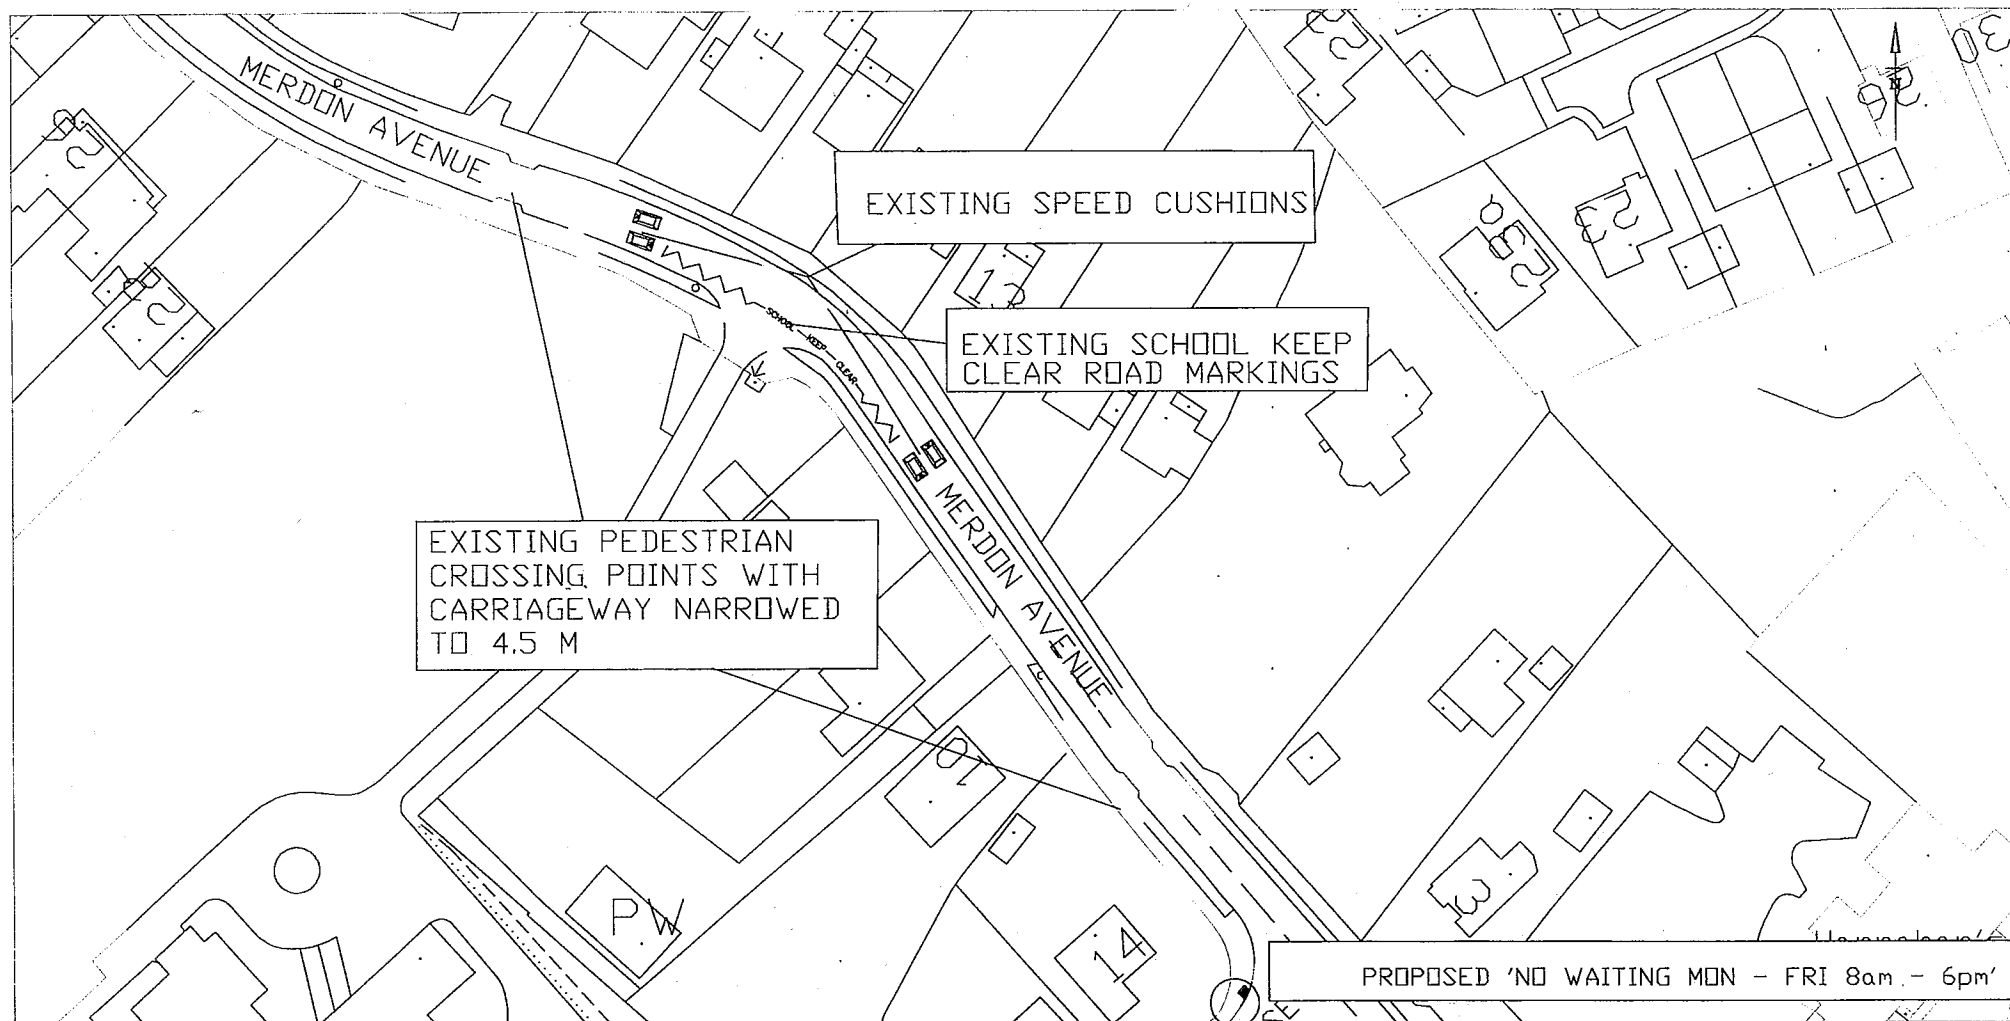 MERDON AVENUE
N
EXISTING SPEED CUSHIONS
13
EXISTING SCHOOL KEEP
CLEAR ROAD MARKINGS
SCHOOL KEEP CLEAR
MERDON AVENUE
EXISTING PEDESTRIAN
CROSSING POINTS WITH
CARRIAGEWAY NARROWED
TO 4.5 M
10
PW
14
3
PROPOSED 'NO WAITING MON - FRI 8am - 6pm'